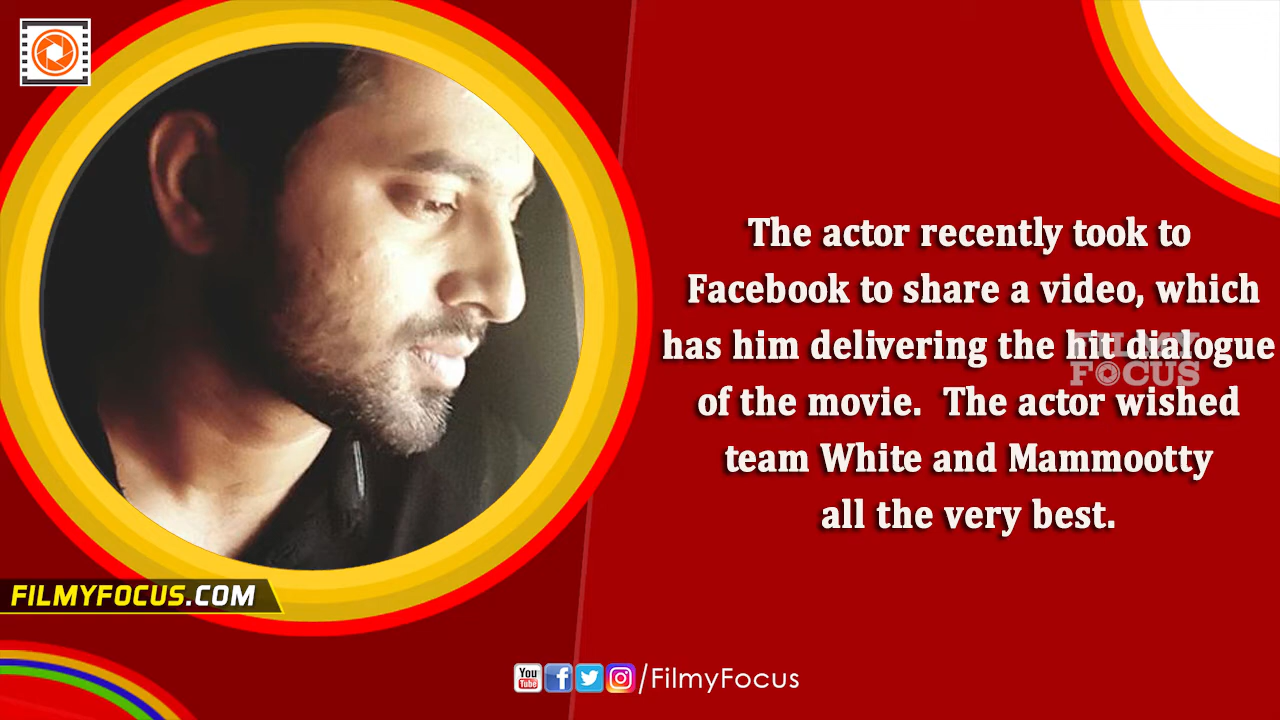 The actor recently took to
Facebook to share a video, which
has him delivering the hit dialogue
of the movie. The actor wished
team White and Mammootty
all the very best.
FILMY
FOCUS
FILMYFOCUS.COM
You
Tube
/FilmyFocus